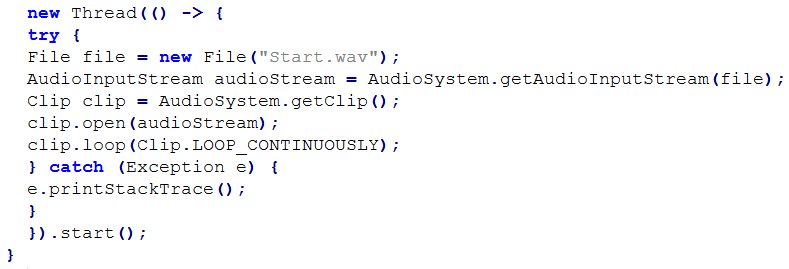 new Thread(() -> {
try {
File file = new File("Start.wav");
AudioInputStream audioStream = AudioSystem.getAudioInputStream(file);
Clip clip = AudioSystem.getClip();
clip.open(audioStream);
clip.loop(Clip.LOOP_CONTINUOUSLY);
} catch (Exception e) {
e.printStackTrace();
}
}).start();
}